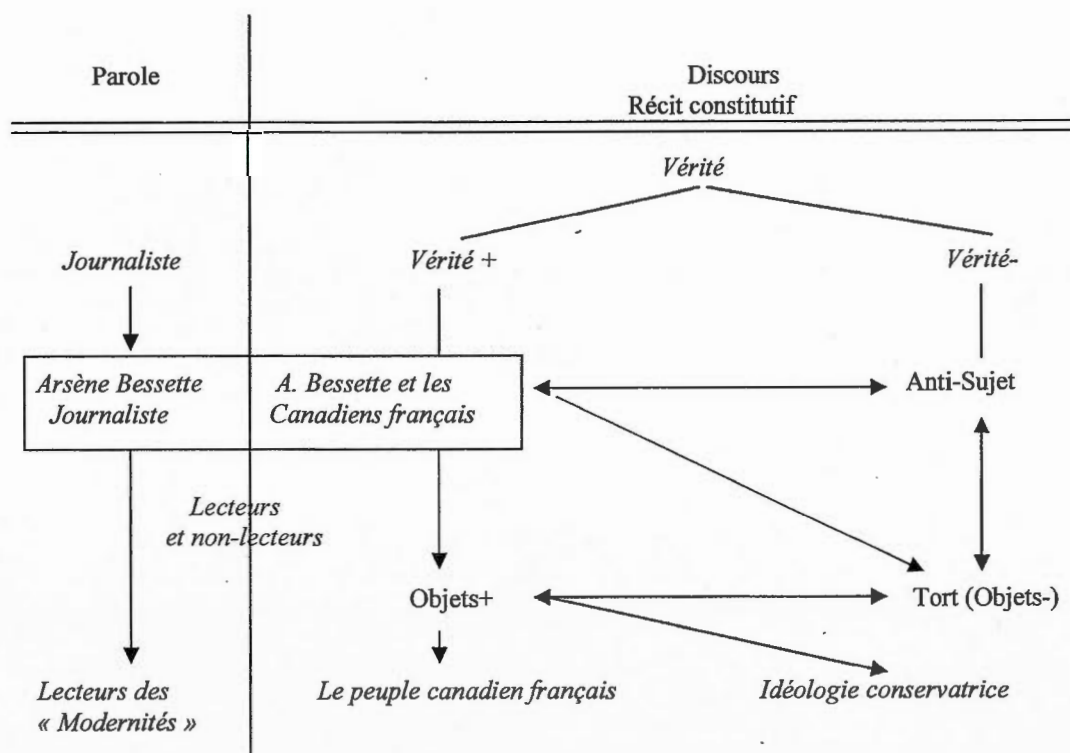 Parole
Discours
Récit constitutif
Vérité
Journaliste
Vérité +
Vérité-
Arsène Bessette
Journaliste
A. Bessette et les
Canadiens français
Anti-Sujet
Lecteurs
et non-lecteurs
Objets+
Tort (Objets-)
Lecteurs des
« Modernités »
Le peuple canadien français
Idéologie conservatrice